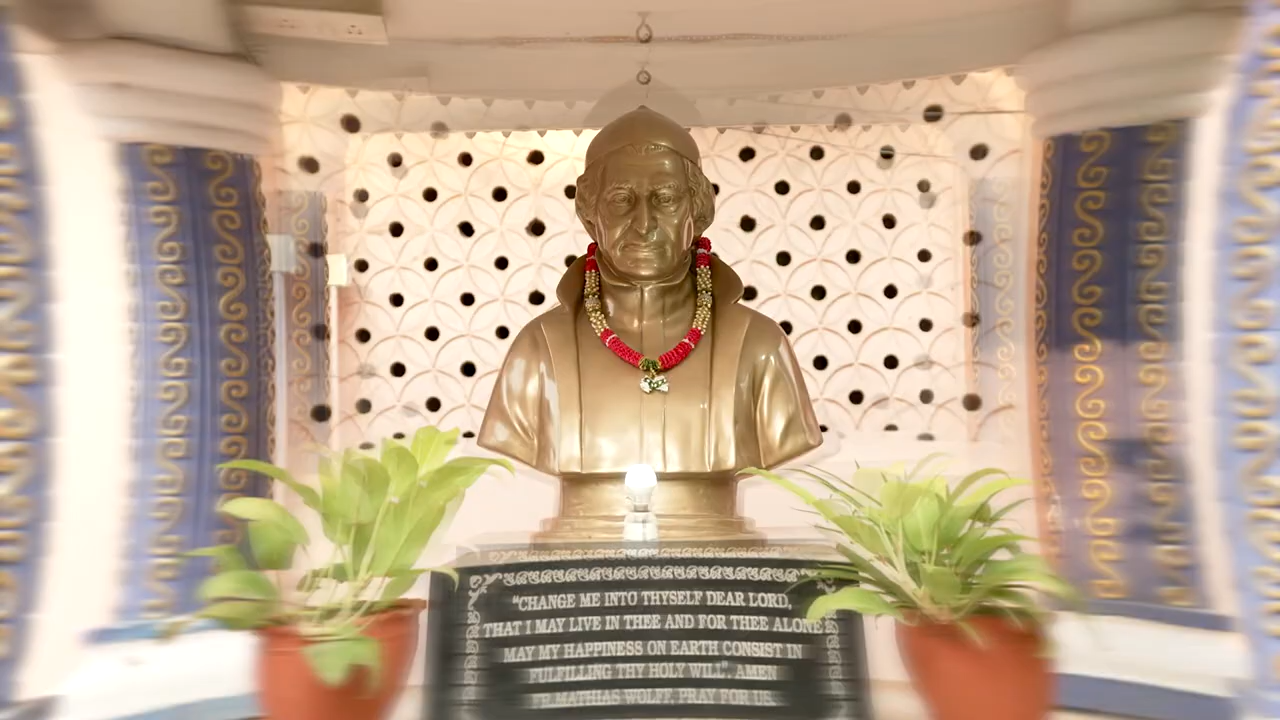 "CHANGE ME INTO THYSELF DEAR LORD,
THAT I MAY LIVE IN THEE AND FOR THEE ALONE
MAY MY HAPPINESS ON EARTH CONSIST IN
FULFILLING THY HOLY WILL", AMEN
FR.MATHIAS WOLFF, PRAY FOR US.